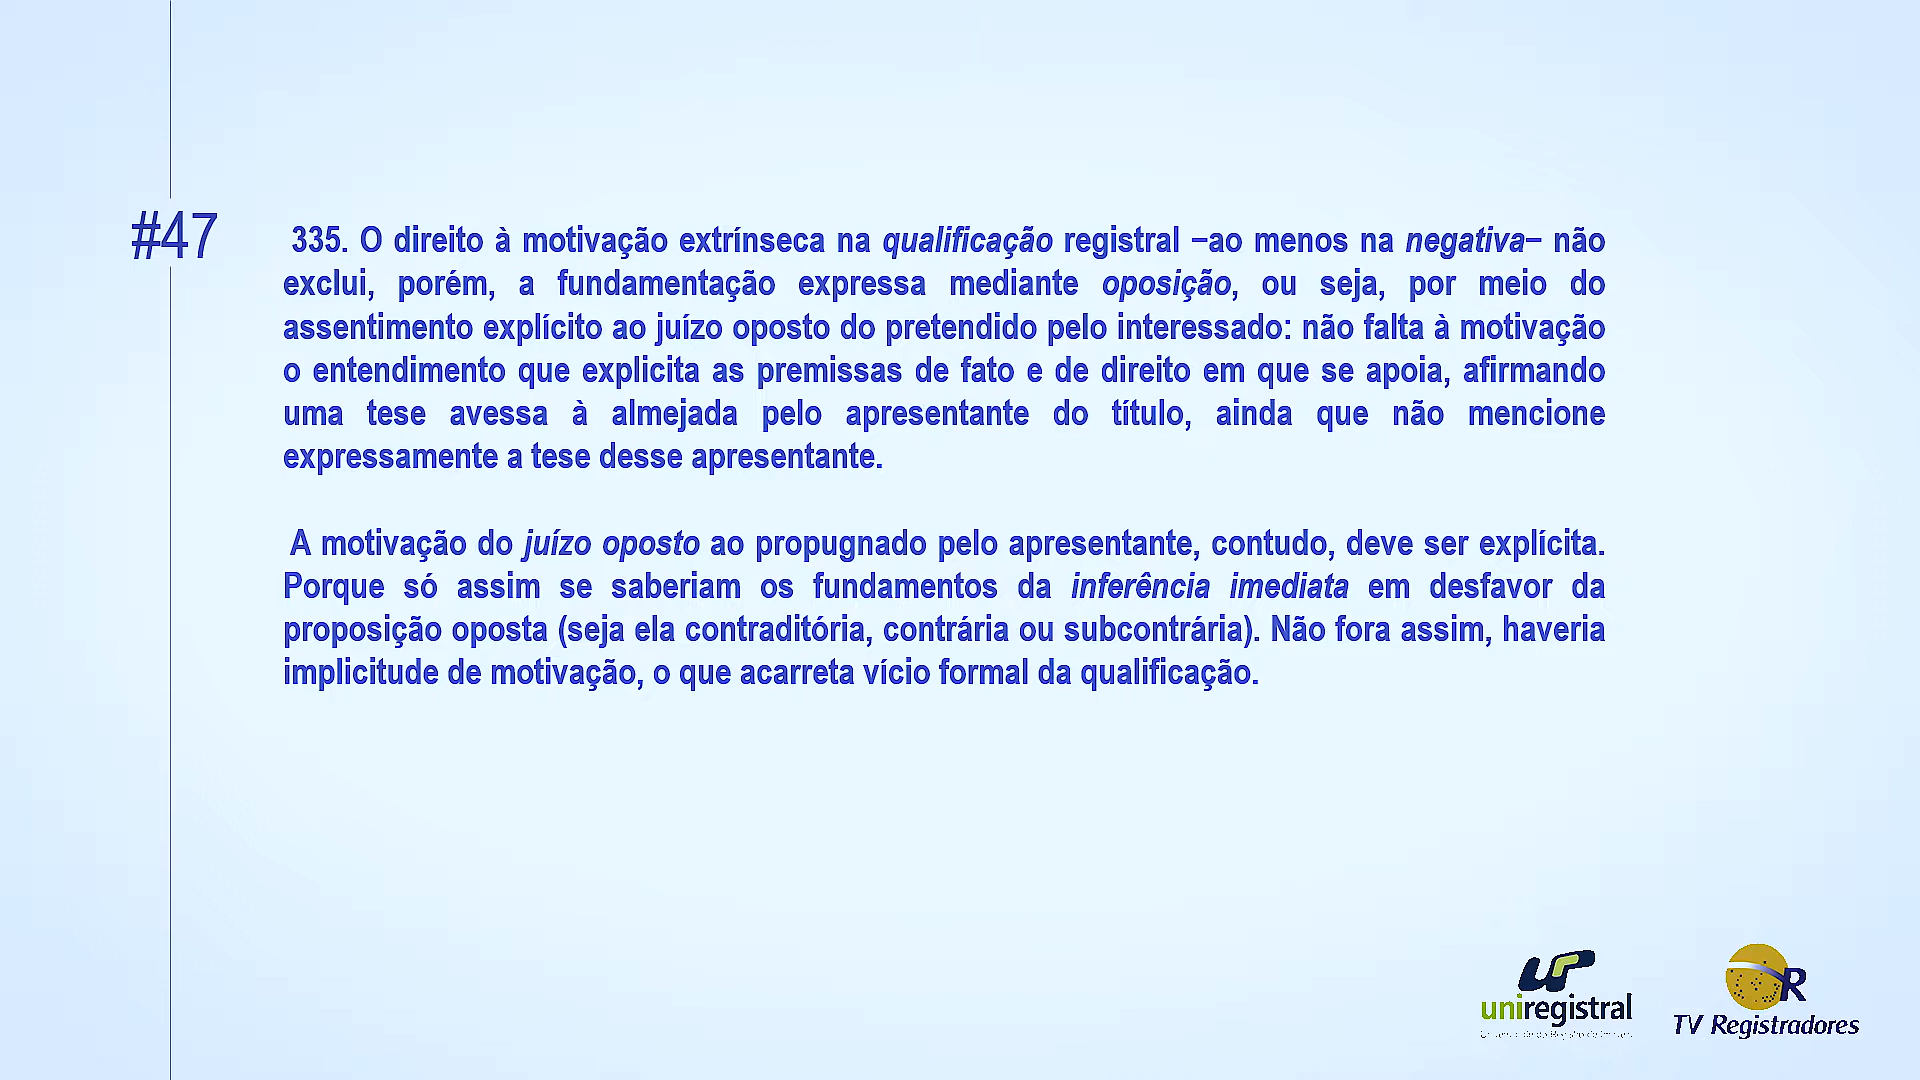 #47
335. O direito à motivação extrínseca na qualificação registral –ao menos na negativa– não
exclui, porém, a fundamentação expressa mediante oposição, ou seja, por meio do
assentimento explícito ao juízo oposto do pretendido pelo interessado: não falta à motivação
o entendimento que explicita as premissas de fato e de direito em que se apoia, afirmando
uma tese avessa à almejada pelo apresentante do título, ainda que não mencione
expressamente a tese desse apresentante.
A motivação do juízo oposto ao propugnado pelo apresentante, contudo, deve ser explícita.
Porque só assim se saberiam os fundamentos da inferência imediata em desfavor da
proposição oposta (seja ela contraditória, contrária ou subcontrária). Não fora assim, haveria
implicitude de motivação, o que acarreta vício formal da qualificação.
uniregistral
R
TV Registradores